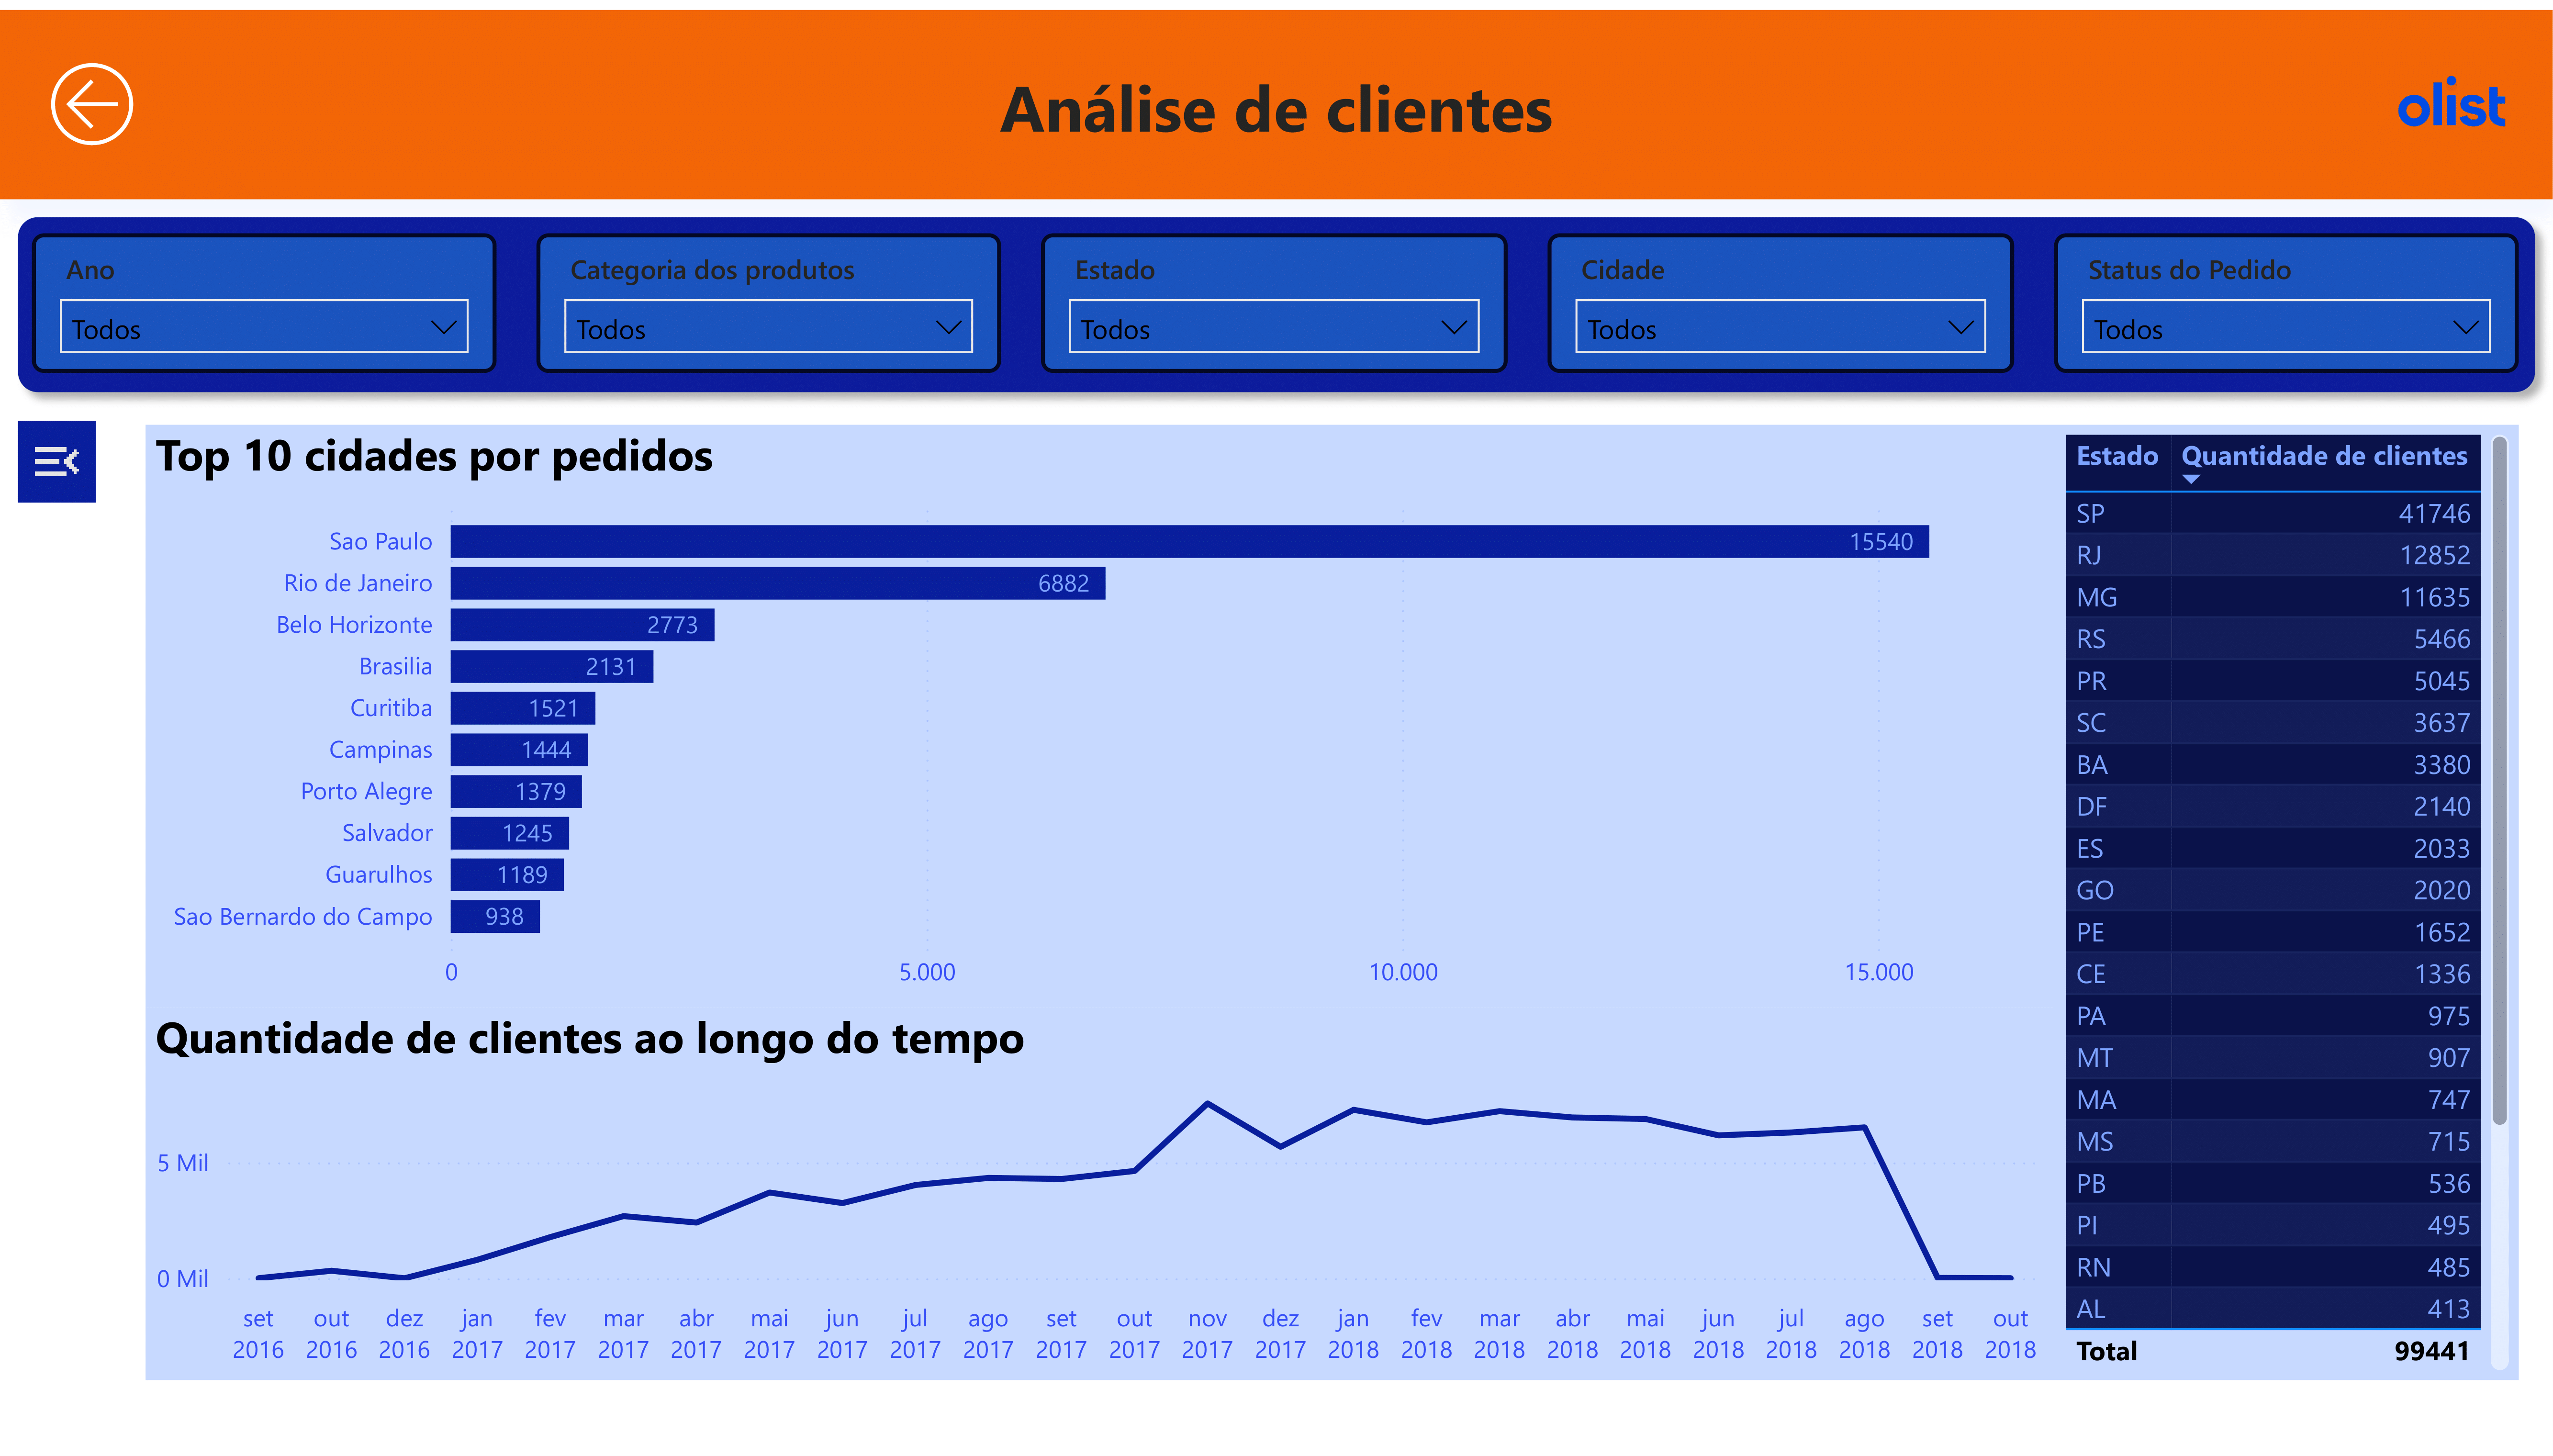 Análise de clientes
olist
Ano
Todos
Categoria dos produtos
Todos
Estado
Todos
Cidade
Todos
Status do Pedido
Todos
Top 10 cidades por pedidos
Sao Paulo 15540
Rio de Janeiro 6882
Belo Horizonte 2773
Brasilia 2131
Curitiba 1521
Campinas 1444
Porto Alegre 1379
Salvador 1245
Guarulhos 1189
Sao Bernardo do Campo 938
0 5.000 10.000 15.000
Quantidade de clientes ao longo do tempo
5 Mil
0 Mil
set out dez jan fev mar abr mai jun jul ago set out nov dez jan fev mar abr mai jun jul ago set out
2016 2016 2016 2017 2017 2017 2017 2017 2017 2017 2017 2017 2017 2017 2017 2018 2018 2018 2018 2018 2018 2018 2018 2018 2018
Estado Quantidade de clientes
SP 41746
RJ 12852
MG 11635
RS 5466
PR 5045
SC 3637
BA 3380
DF 2140
ES 2033
GO 2020
PE 1652
CE 1336
PA 975
MT 907
MA 747
MS 715
PB 536
PI 495
RN 485
AL 413
Total 99441